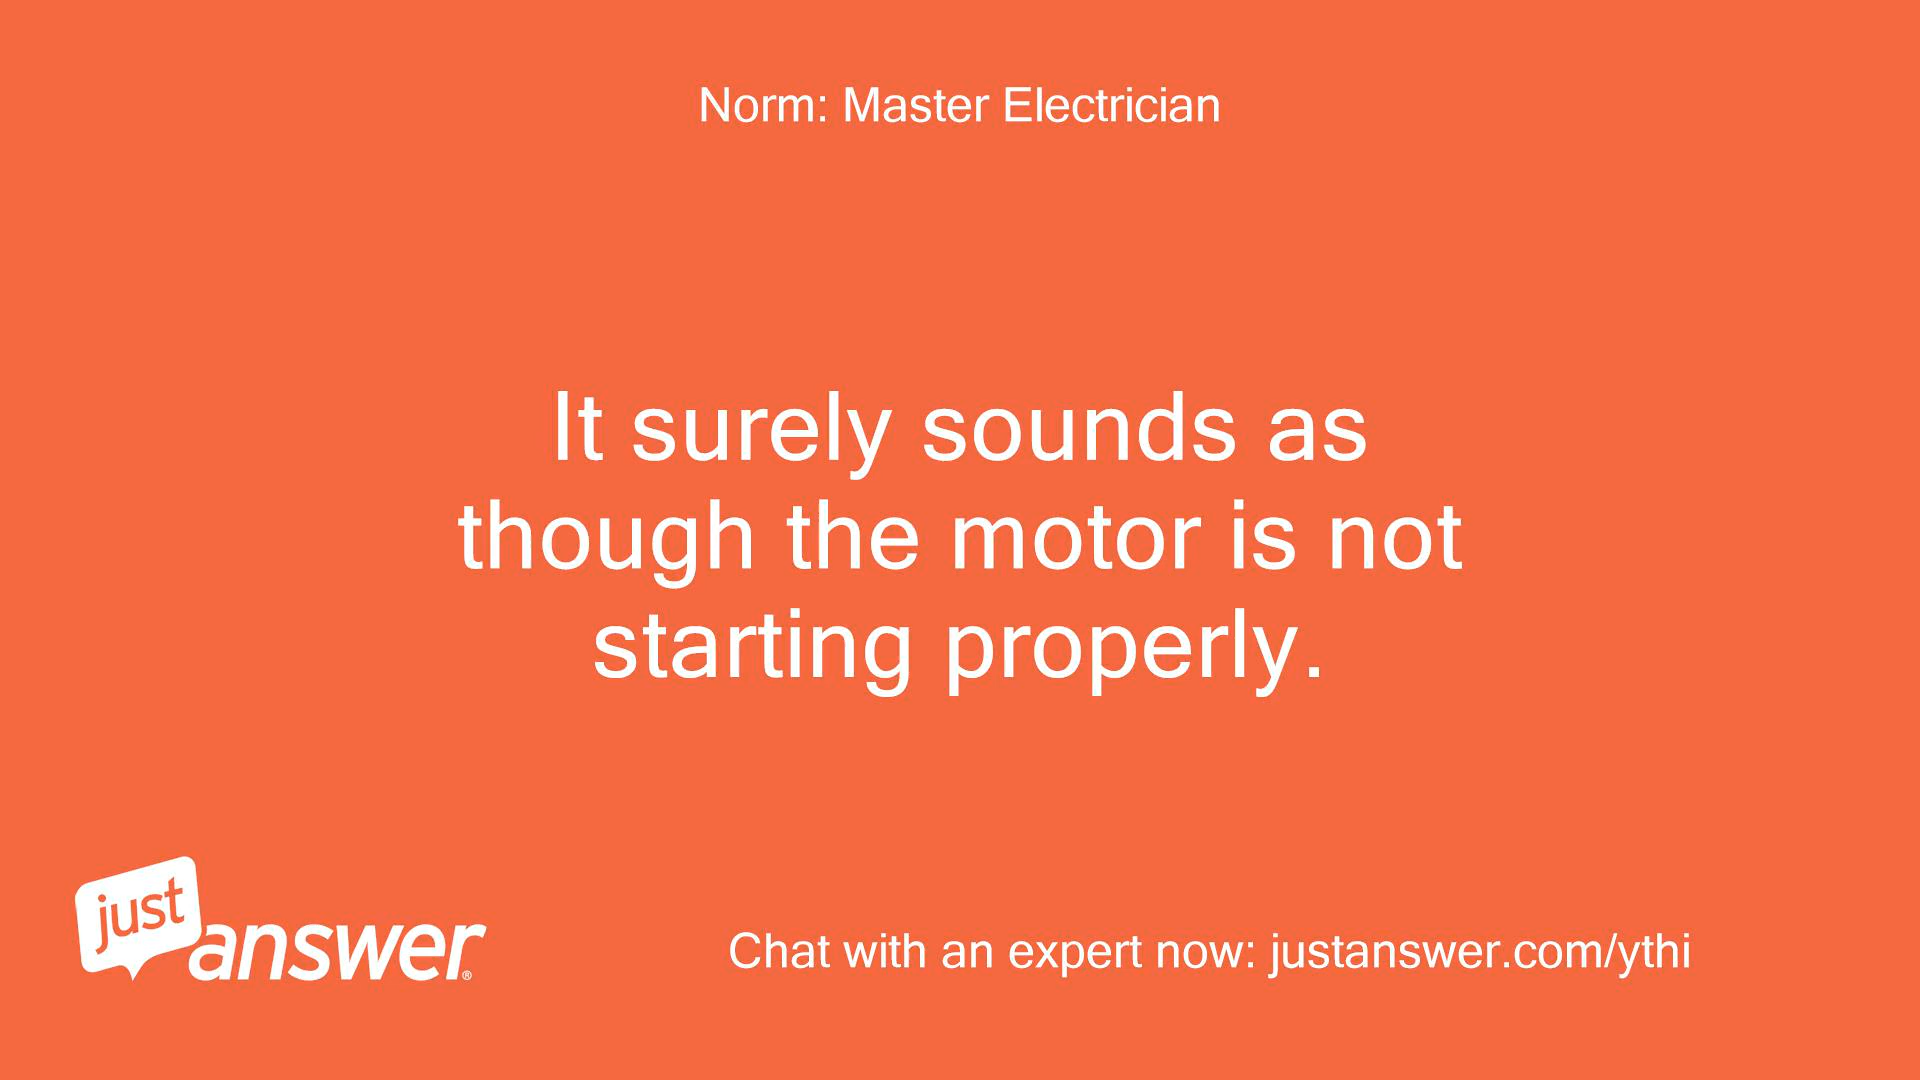 Norm: Master Electrician
It surely sounds as
though the motor is not
starting properly.
just
answer®
Chat with an expert now: justanswer.com/ythi